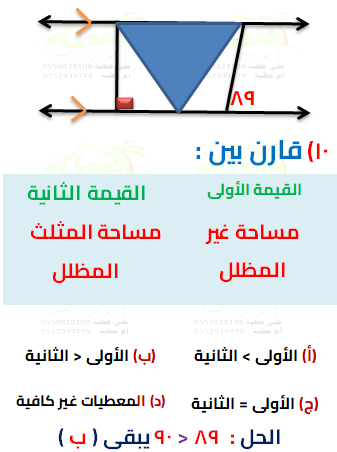 ٨٩
١٠) قارن بين :
القيمة الأولى
القيمة الثانية
مساحة غير المظلل
مساحة المثلث المظلل
(أ) الأولى > الثانية
(ب) الأولى < الثانية
(ج) الأولى = الثانية
(د) المعطيات غير كافية
الحل : ٨٩ < ٩٠ يبقى ( ب )